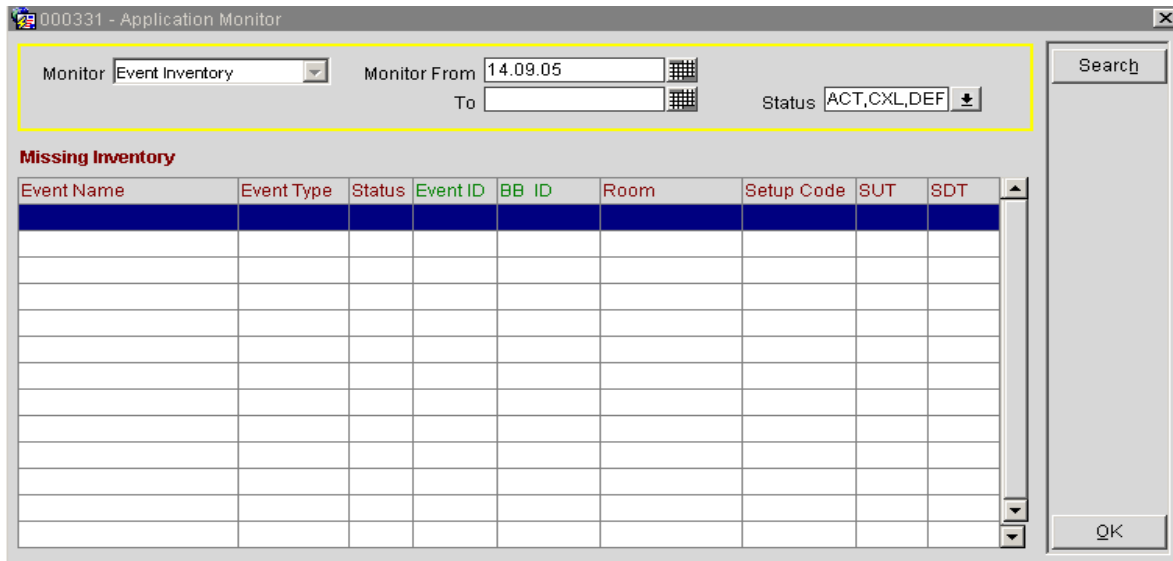 000331 - Application Monitor
Monitor Event Inventory Monitor From 14.09.05 Search
To Status ACT,CXL,DEF
Missing Inventory
Event Name Event Type Status Event ID BB ID Room Setup Code SUT SDT
OK